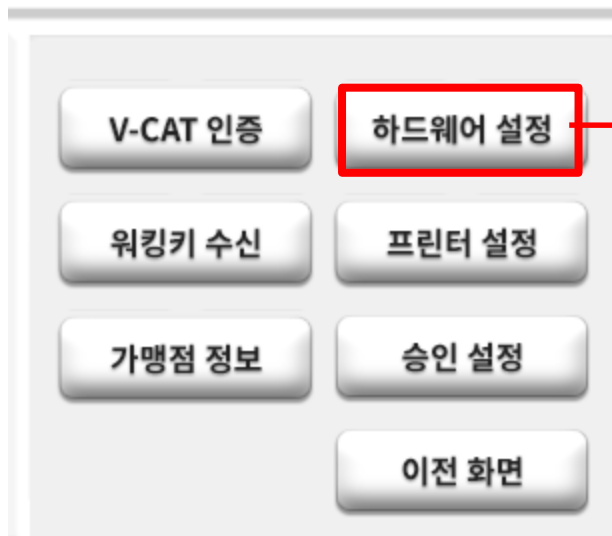 V-CAT 인증
하드웨어 설정
워킹키 수신
프린터 설정
가맹점 정보
승인 설정
이전 화면